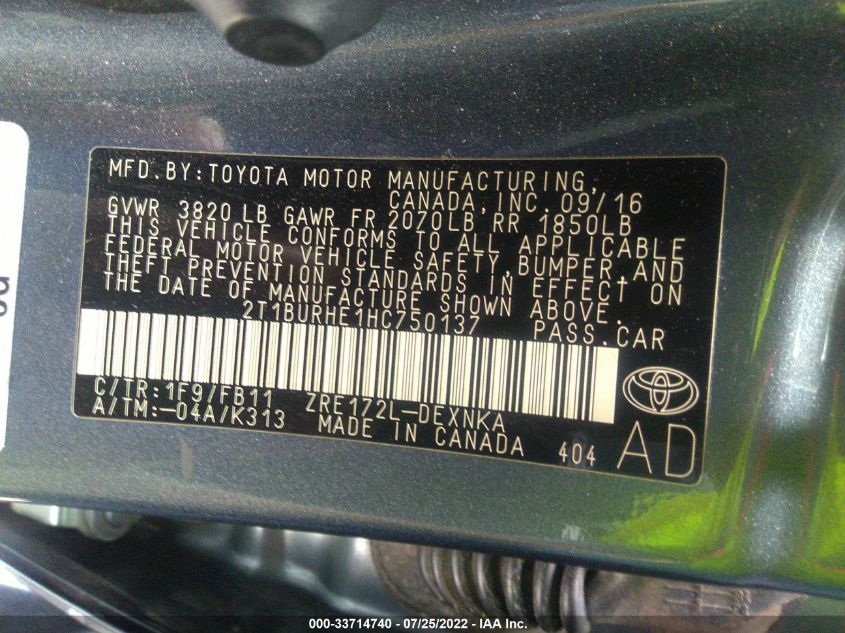 MFD.BY:TOYOTA MOTOR MANUFACTURING,
CANADA,INC.09/16
GVWR 3820 LB GAWR FR 2070LB RR 1850LB
THIS VEHICLE CONFORMS TO ALL APPLICABLE
FEDERAL MOTOR VEHICLE SAFETY,BUMPER,AND
THEFT PREVENTION STANDARDS IN EFFECT ON
THE DATE OF MANUFACTURE SHOWN ABOVE.
2T1BURHE1HC750137 PASS.CAR
C/TR:1F9/FB11 ZRE172L-DEXNKA
A/TM:-04A/K313 MADE IN CANADA 404 AD
000-33714740 - 07/25/2022 - IAA Inc.